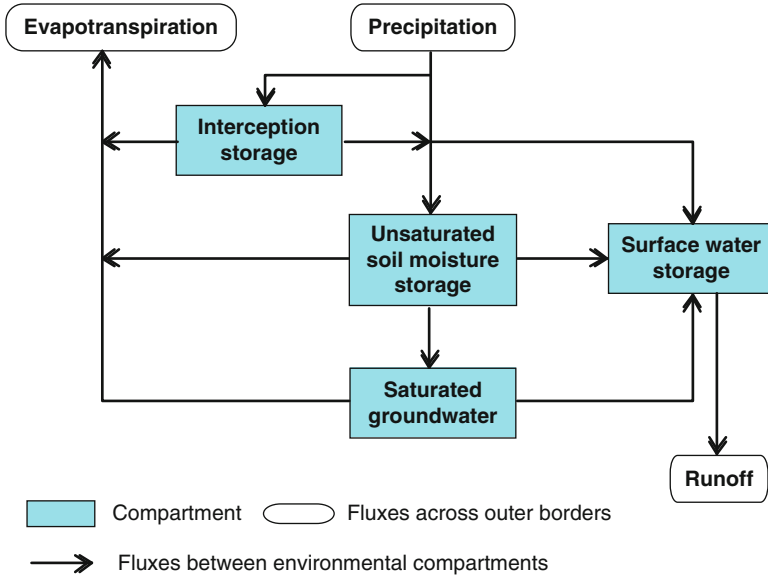 Evapotranspiration
Precipitation
Interception
storage
Unsaturated
soil moisture
storage
Surface water
storage
Saturated
groundwater
Runoff
Compartment
Fluxes across outer borders
Fluxes between environmental compartments